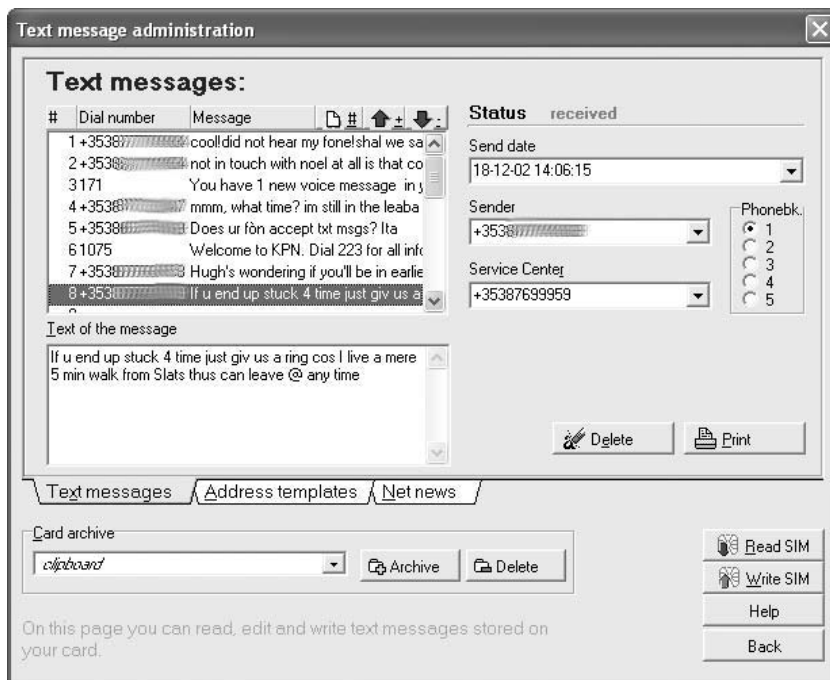 Text message administration
Text messages:
# Dial number Message # + -
1 +3538 cool!did not hear my fone!shal we sa
2 +3538 not in touch with noel at all is that co
3 171 You have 1 new voice message in y
4 +3538 mmm, what time? im still in the leaba
5 +3538 Does ur fòn accept txt msgs? Ita
6 1075 Welcome to KPN. Dial 223 for all info
7 +3538 Hugh's wondering if you'll be in earlie
8 +353 If u end up stuck 4 time just giv us a
Text of the message
If u end up stuck 4 time just giv us a ring cos I live a mere
5 min walk from Slats thus can leave @ any time
Status received
Send date
18-12-02 14:06:15
Sender
+3538
Service Center
+35387699959
Phonebk.
1
2
3
4
5
Delete Print
Text messages Address templates Net news
Card archive
clipboard Archive Delete
Read SIM
Write SIM
Help
Back
On this page you can read, edit and write text messages stored on
your card.